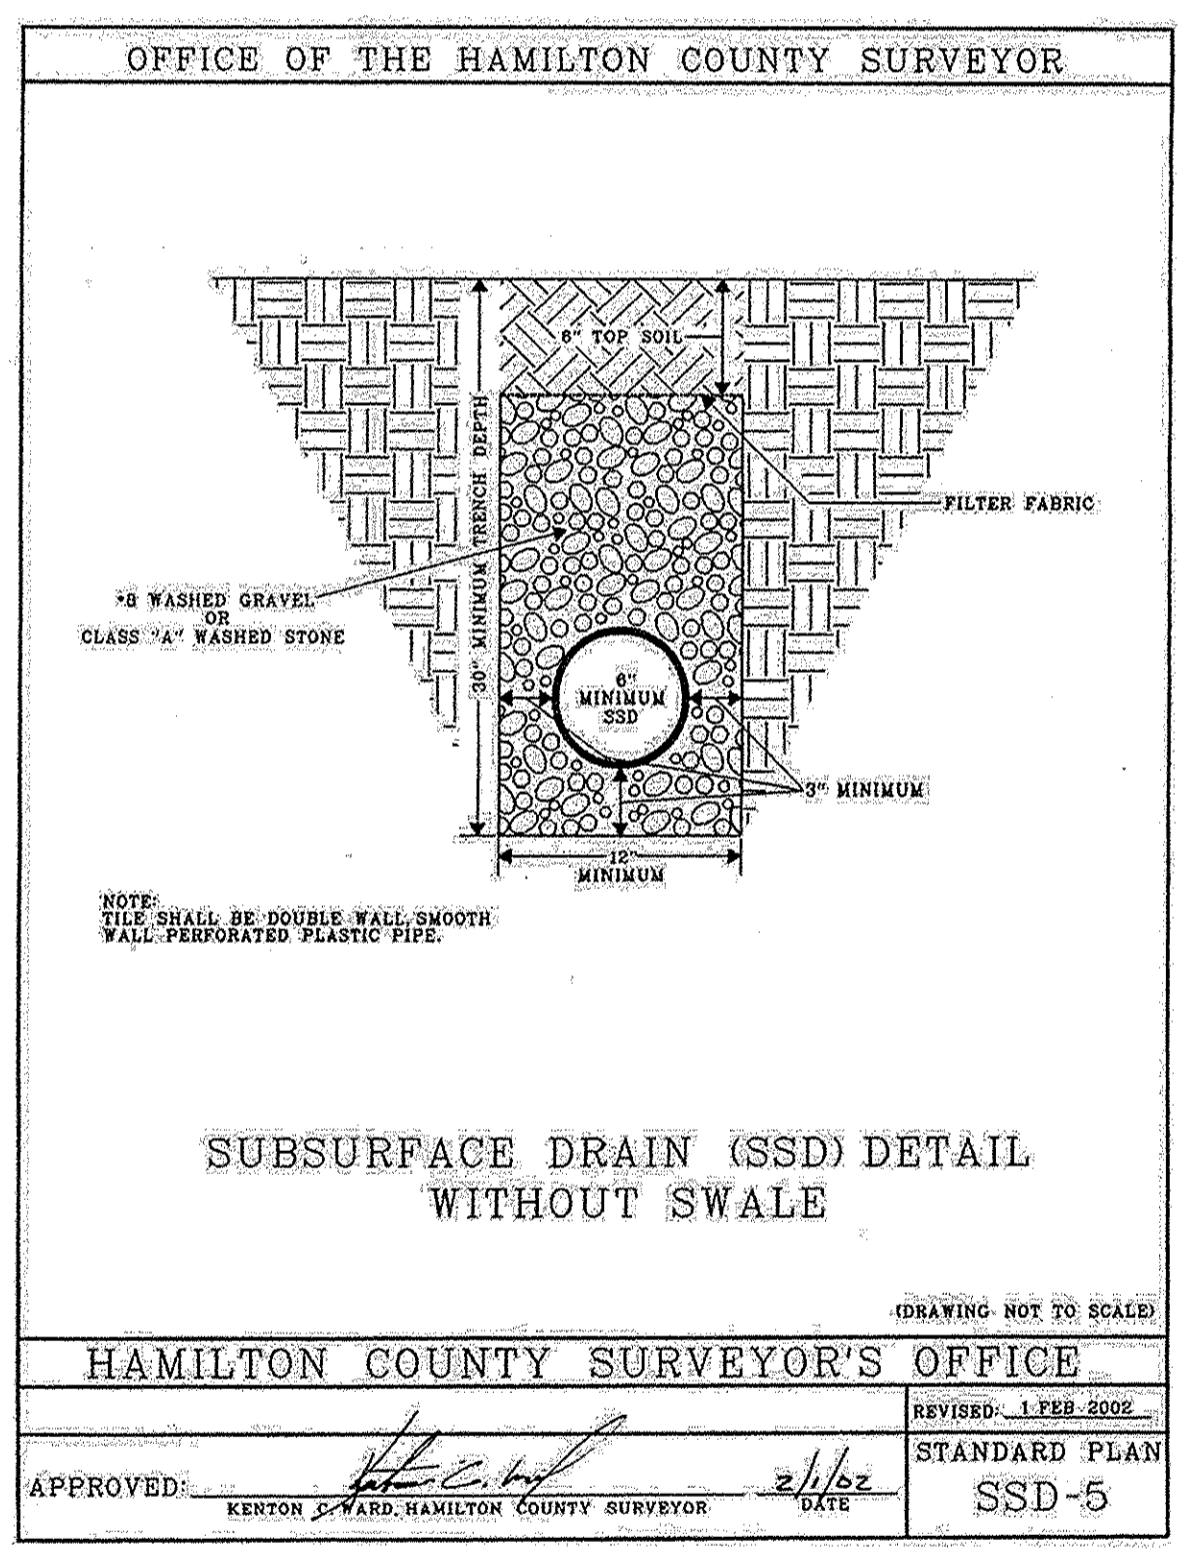 OFFICE OF THE HAMILTON COUNTY SURVEYOR
6" TOP SOIL
30" MINIMUM TRENCH DEPTH
FILTER FABRIC
*8 WASHED GRAVEL
OR
CLASS "A" WASHED STONE
6"
MINIMUM
SSD
3" MINIMUM
12"
MINIMUM
NOTE:
TILE SHALL BE DOUBLE WALL, SMOOTH
WALL PERFORATED PLASTIC PIPE.
SUBSURFACE DRAIN (SSD) DETAIL
WITHOUT SWALE
(DRAWING NOT TO SCALE)
HAMILTON COUNTY SURVEYOR'S OFFICE
REVISED: 1 FEB 2002
STANDARD PLAN
SSD-5
APPROVED: Kenton C. Ward 2/1/02
KENTON C. WARD, HAMILTON COUNTY SURVEYOR DATE